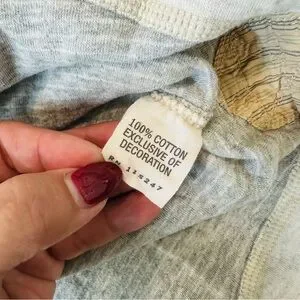 100% COTTON
EXCLUSIVE OF
DECORATION
RN 115247